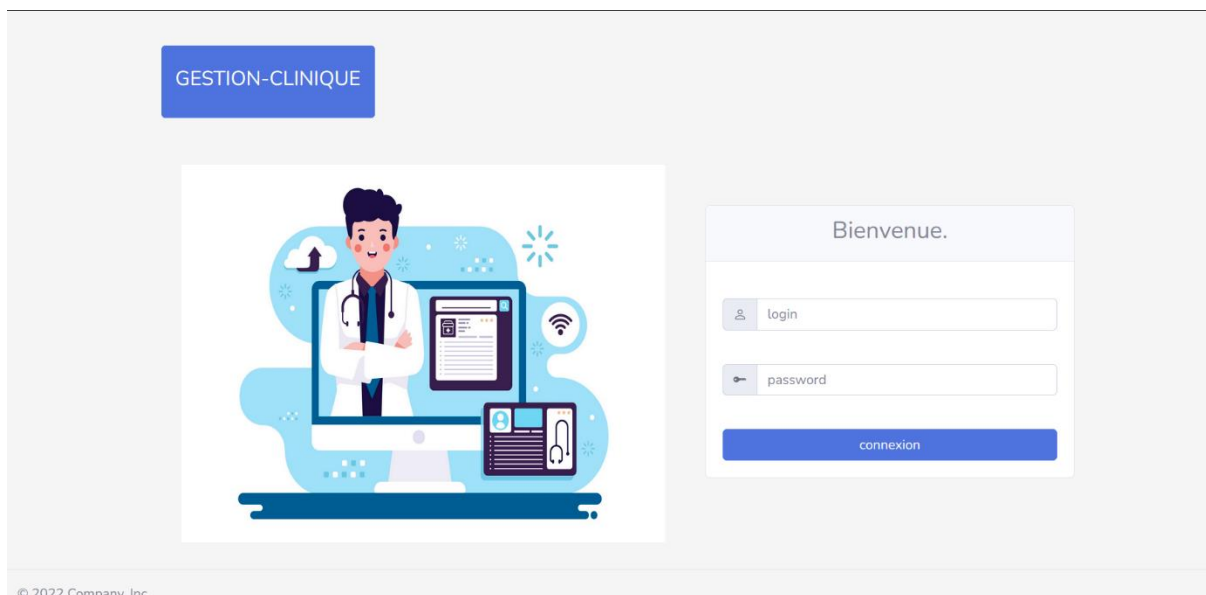 GESTION-CLINIQUE
Bienvenue.
login
password
connexion
© 2022 Company, Inc